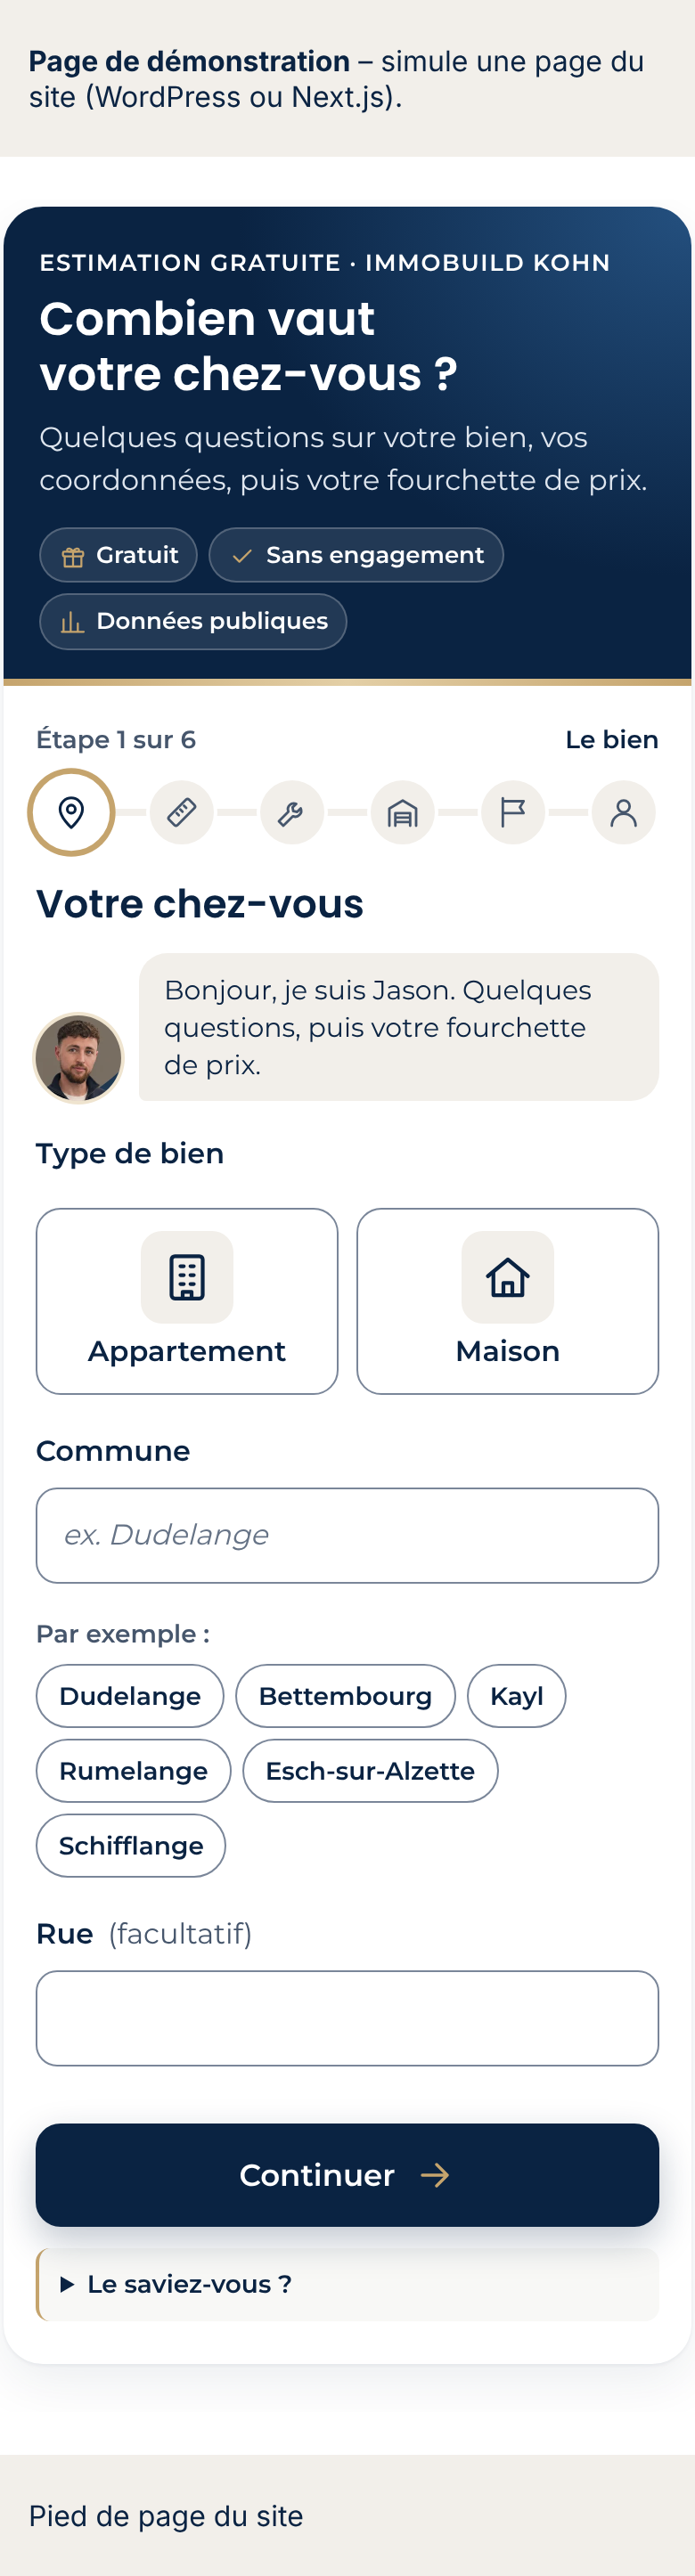 Page de démonstration – simule une page du
site (WordPress ou Next.js).
ESTIMATION GRATUITE · IMMOBUILD KOHN
Combien vaut
votre chez-vous ?
Quelques questions sur votre bien, vos
coordonnées, puis votre fourchette de prix.
Gratuit
Sans engagement
Données publiques
Étape 1 sur 6
Le bien
Votre chez-vous
Bonjour, je suis Jason. Quelques
questions, puis votre fourchette
de prix.
Type de bien
Appartement
Maison
Commune
ex. Dudelange
Par exemple :
Dudelange
Bettembourg
Kayl
Rumelange
Esch-sur-Alzette
Schifflange
Rue (facultatif)
Continuer
Le saviez-vous ?
Pied de page du site